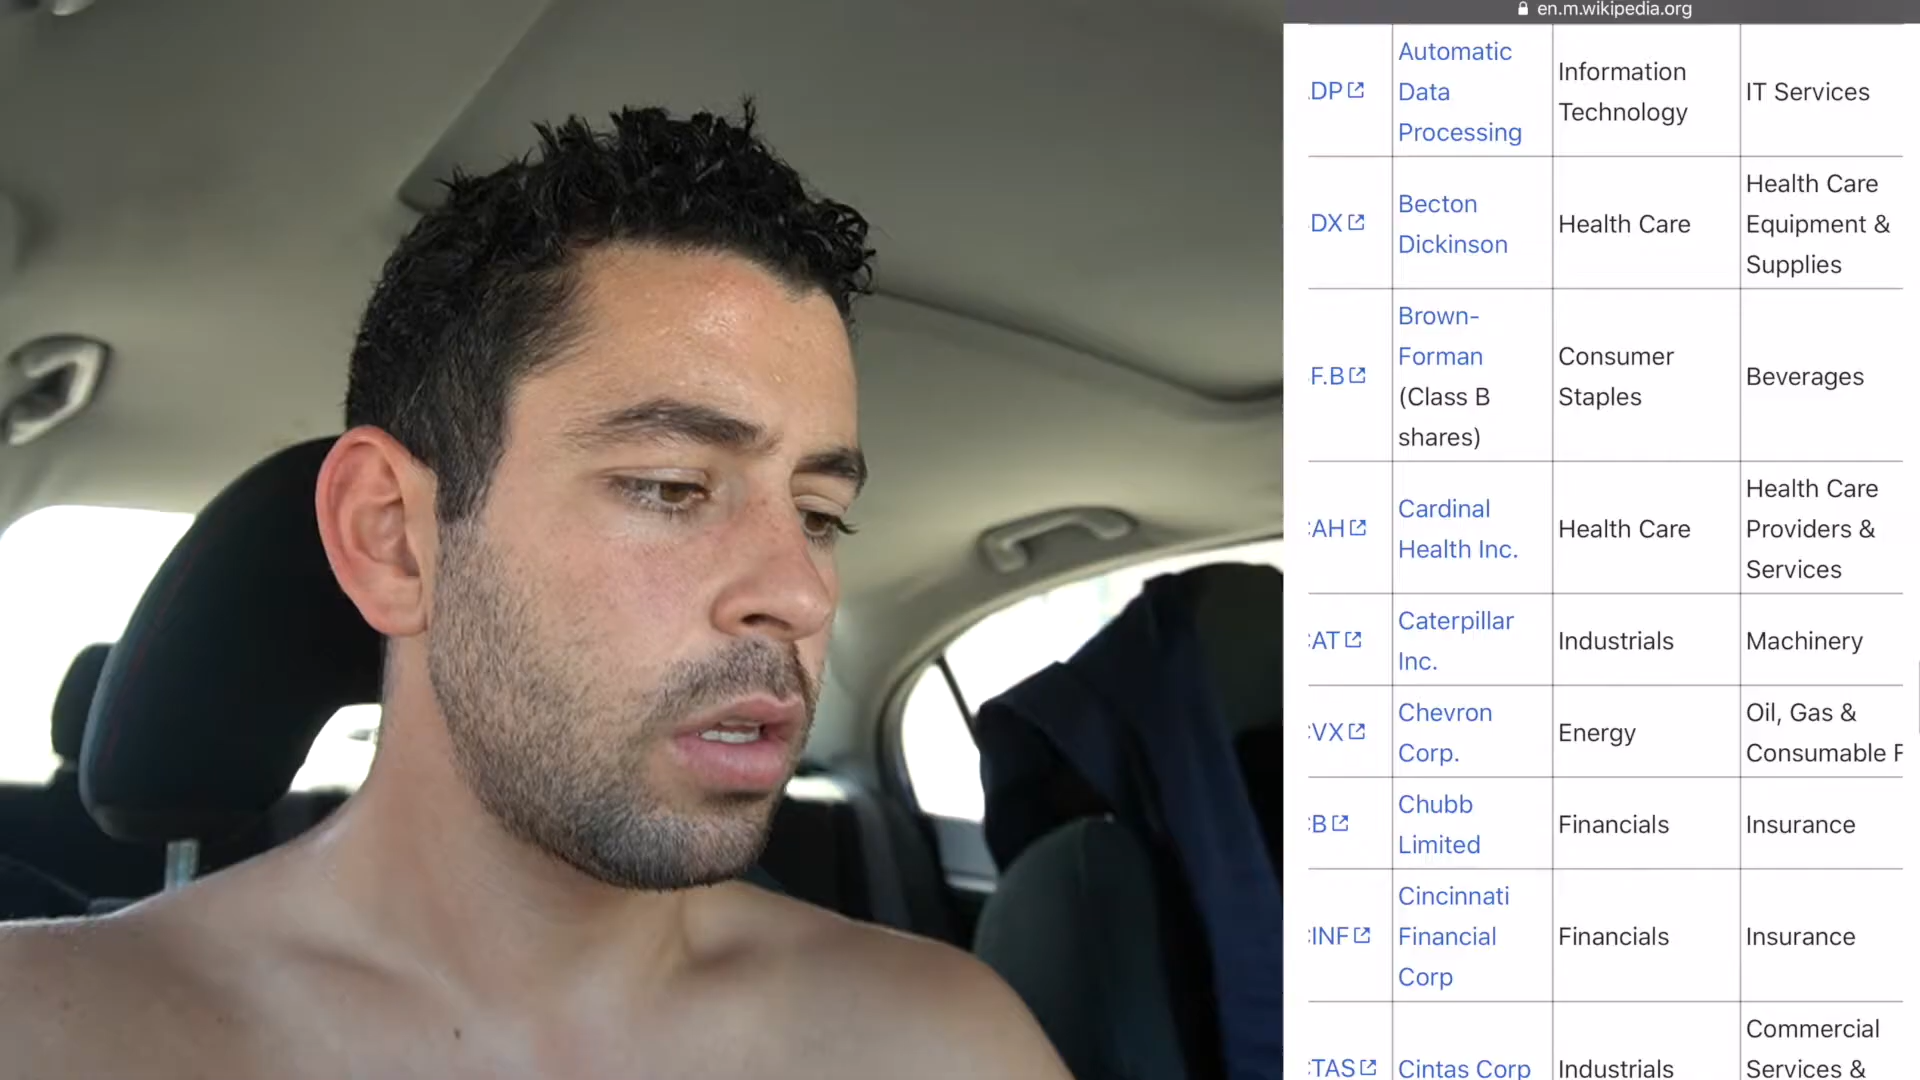 en.m.wikipedia.org
DP
Automatic
Data
Processing
Information
Technology
IT Services
DX
Becton
Dickinson
Health Care
Health Care
Equipment &
Supplies
F.B
Brown-
Forman
(Class B
shares)
Consumer
Staples
Beverages
AH
Cardinal
Health Inc.
Health Care
Health Care
Providers &
Services
AT
Caterpillar
Inc.
Industrials
Machinery
VX
Chevron
Corp.
Energy
Oil, Gas &
Consumable F
B
Chubb
Limited
Financials
Insurance
INF
Cincinnati
Financial
Corp
Financials
Insurance
TAS
Cintas Corp
Industrials
Commercial
Services &